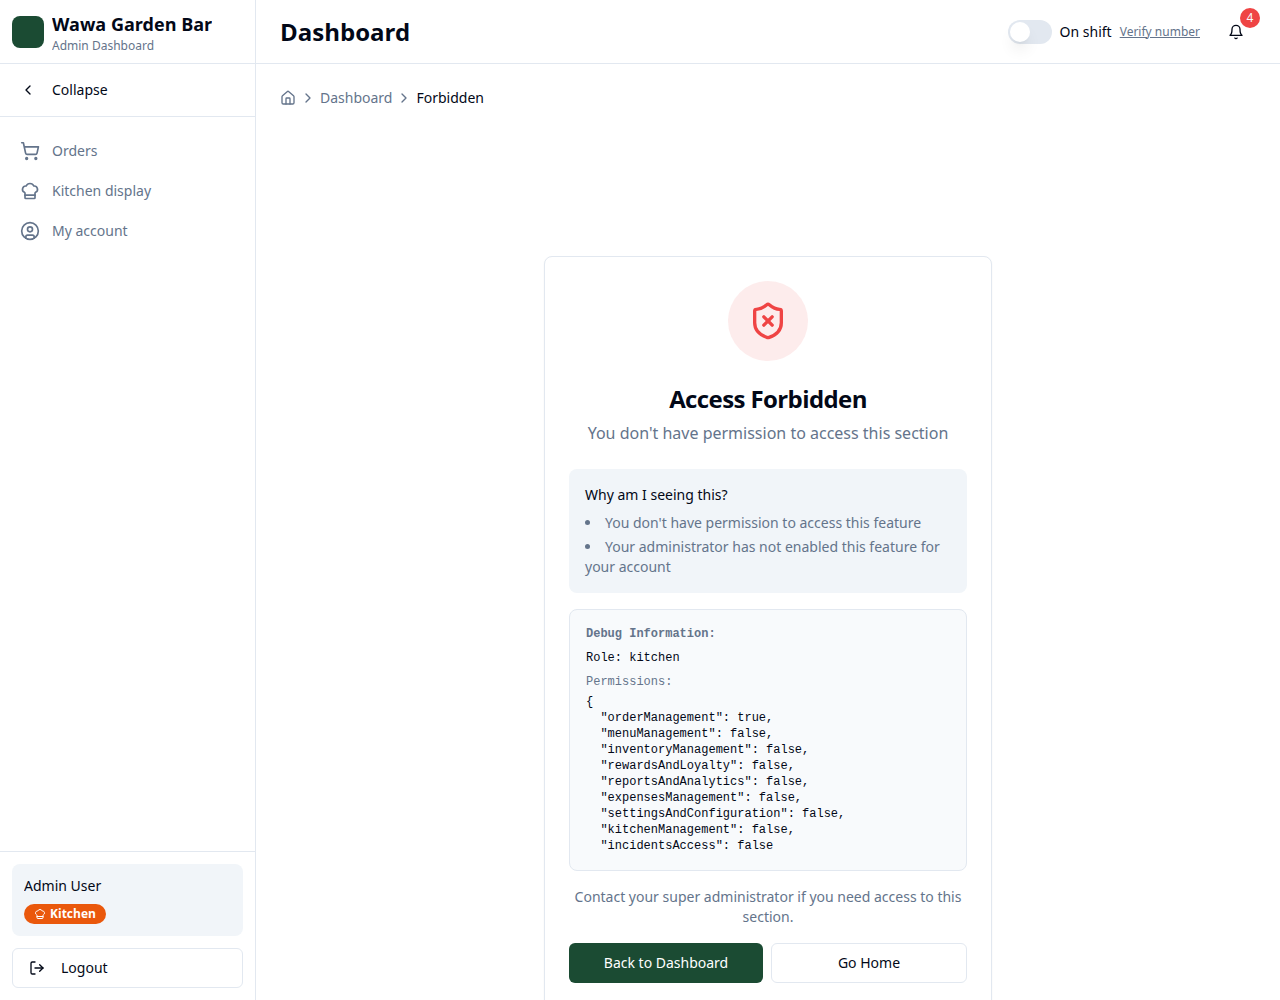 Wawa Garden Bar
Admin Dashboard
Collapse
Orders
Kitchen display
My account
Admin User
Kitchen
Logout
Dashboard
On shift
Verify number
4
Dashboard
Forbidden
Access Forbidden
You don't have permission to access this section
Why am I seeing this?
• You don't have permission to access this feature
• Your administrator has not enabled this feature for
your account
Debug Information:
Role: kitchen
Permissions:
{
  "orderManagement": true,
  "menuManagement": false,
  "inventoryManagement": false,
  "rewardsAndLoyalty": false,
  "reportsAndAnalytics": false,
  "expensesManagement": false,
  "settingsAndConfiguration": false,
  "kitchenManagement": false,
  "incidentsAccess": false
Contact your super administrator if you need access to this
section.
Back to Dashboard
Go Home